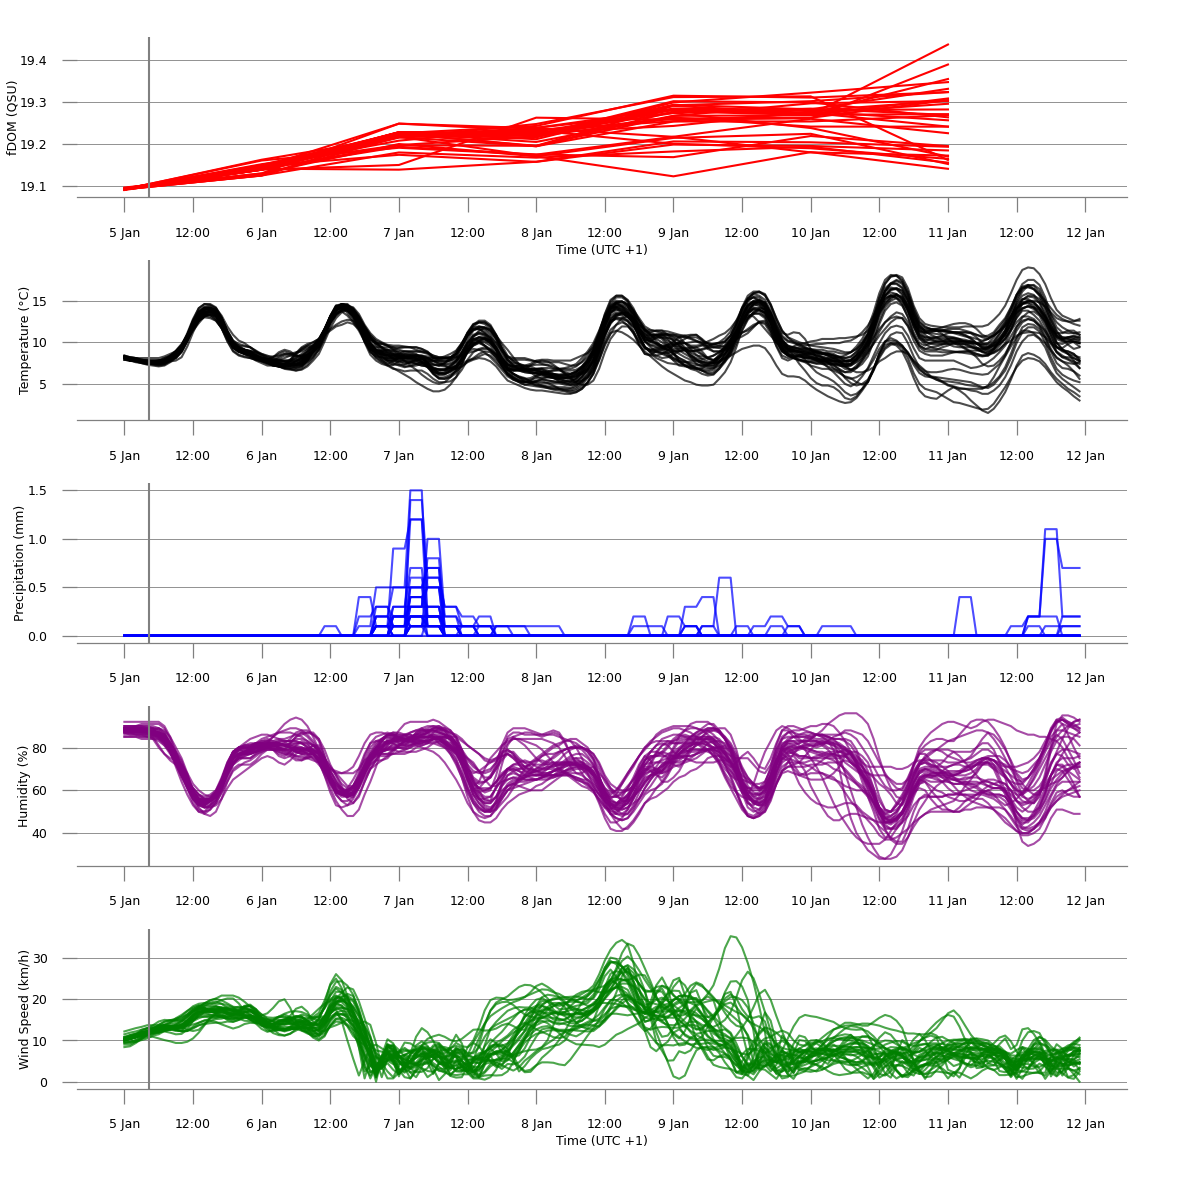 fDOM (QSU)
19.4
19.3
19.2
19.1
5 Jan 12:00 6 Jan 12:00 7 Jan 12:00 8 Jan 12:00 9 Jan 12:00 10 Jan 12:00 11 Jan 12:00 12 Jan
Time (UTC +1)
Temperature (°C)
15
10
5
5 Jan 12:00 6 Jan 12:00 7 Jan 12:00 8 Jan 12:00 9 Jan 12:00 10 Jan 12:00 11 Jan 12:00 12 Jan
Precipitation (mm)
1.5
1.0
0.5
0.0
5 Jan 12:00 6 Jan 12:00 7 Jan 12:00 8 Jan 12:00 9 Jan 12:00 10 Jan 12:00 11 Jan 12:00 12 Jan
Humidity (%)
80
60
40
5 Jan 12:00 6 Jan 12:00 7 Jan 12:00 8 Jan 12:00 9 Jan 12:00 10 Jan 12:00 11 Jan 12:00 12 Jan
Wind Speed (km/h)
30
20
10
0
5 Jan 12:00 6 Jan 12:00 7 Jan 12:00 8 Jan 12:00 9 Jan 12:00 10 Jan 12:00 11 Jan 12:00 12 Jan
Time (UTC +1)